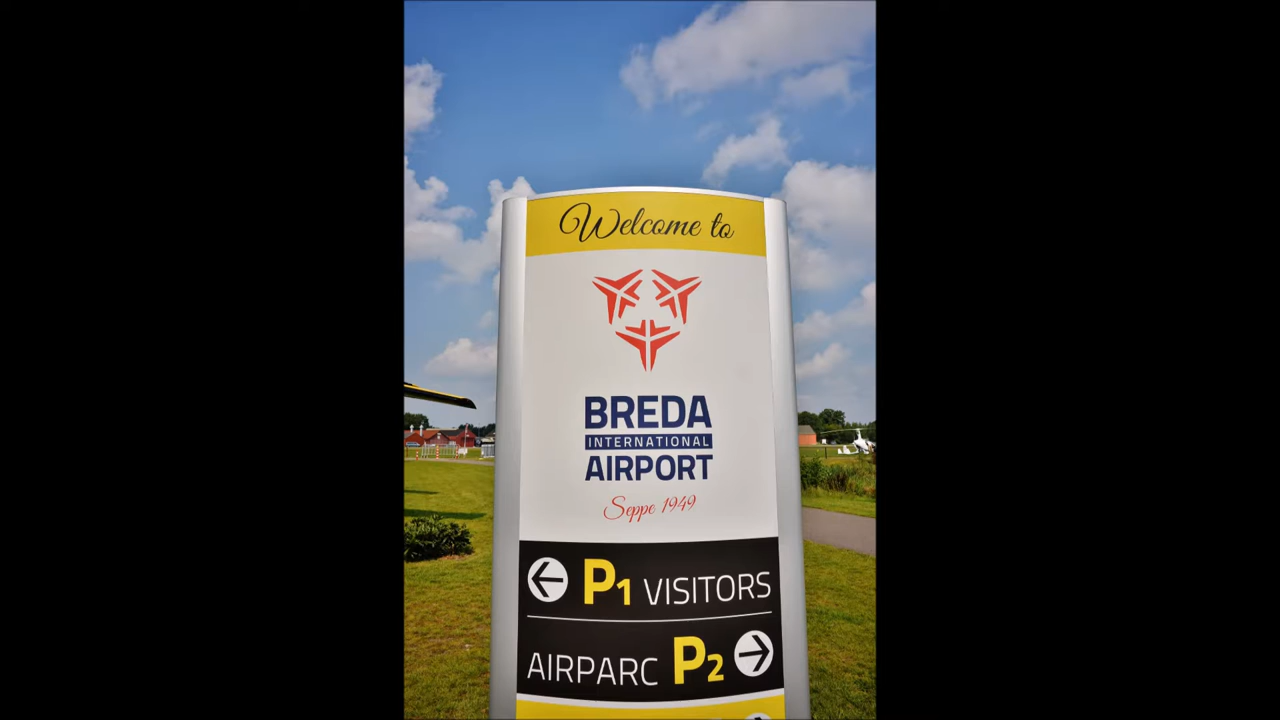 Welcome to
BREDA
INTERNATIONAL
AIRPORT
Seppe 1949
P1 VISITORS
AIRPARC P2